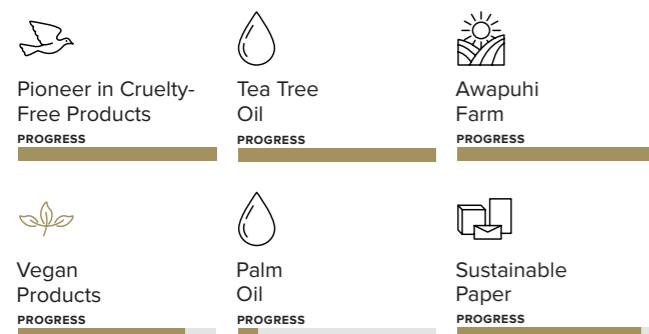 Pioneer in Cruelty-
Free Products
PROGRESS
Tea Tree
Oil
PROGRESS
Awapuhi
Farm
PROGRESS
Vegan
Products
PROGRESS
Palm
Oil
PROGRESS
Sustainable
Paper
PROGRESS